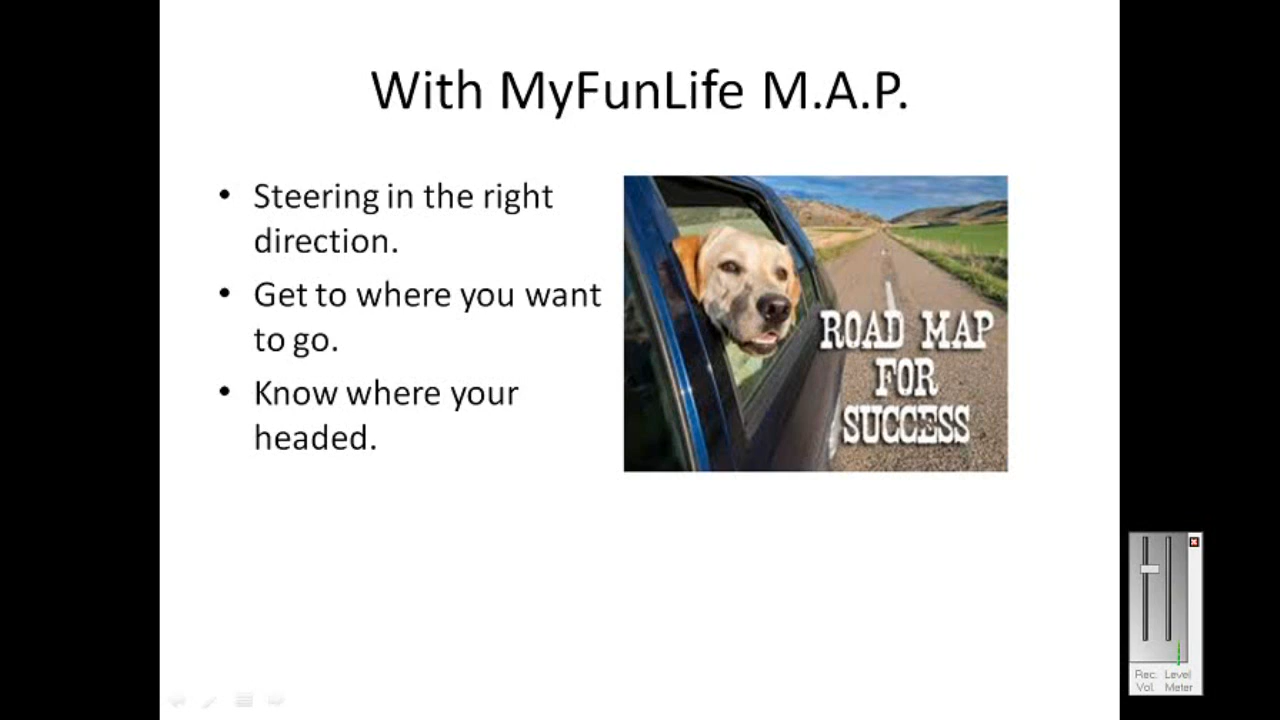 With MyFunLife M.A.P.
• Steering in the right
direction.
• Get to where you want
to go.
• Know where your
headed.
ROAD MAP
FOR
SUCCESS
Rec. Level
Vol. Meter